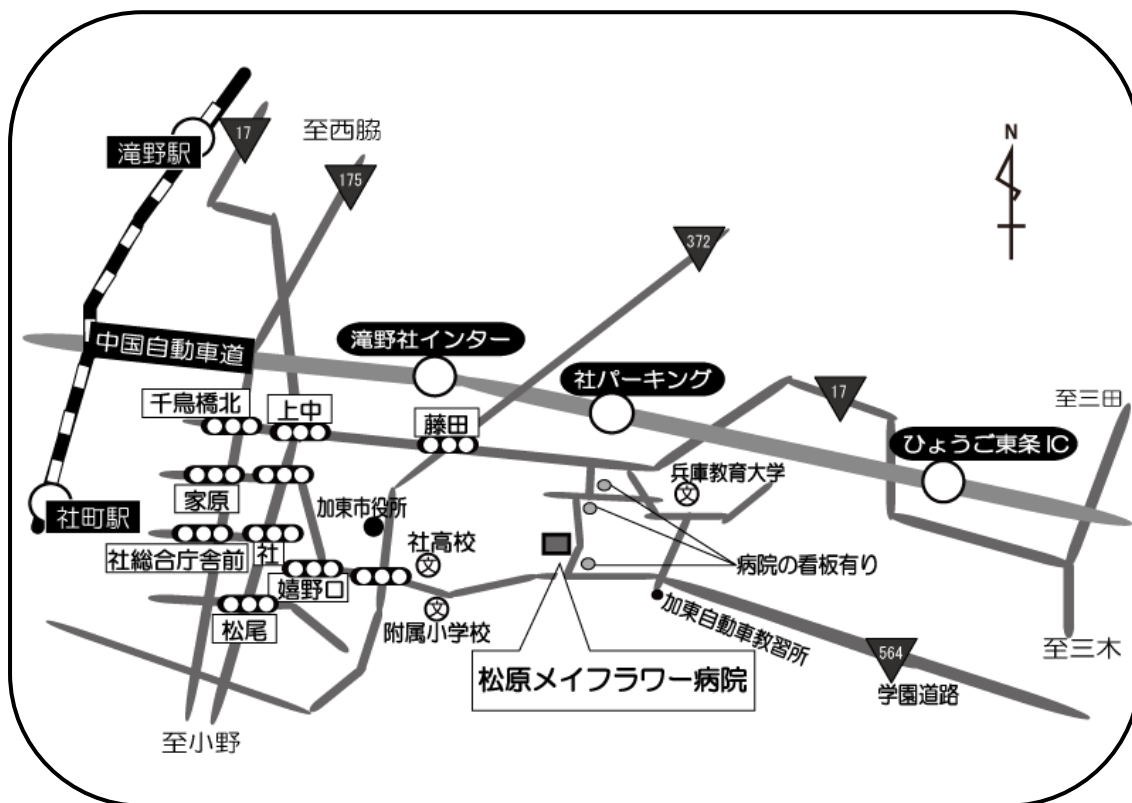 17
至西脇
滝野駅
175
N
372
滝野社インター
中国自動車道
社パーキング
17
至三田
千鳥橋北
上中
藤田
ひょうご東条 IC
兵庫教育大学
文
家原
加東市役所
社町駅
社高校
文
社総合庁舎前
社
病院の看板有り
嬉野口
文
附属小学校
加東自動車教習所
松尾
564
至三木
松原メイフラワー病院
学園道路
至小野